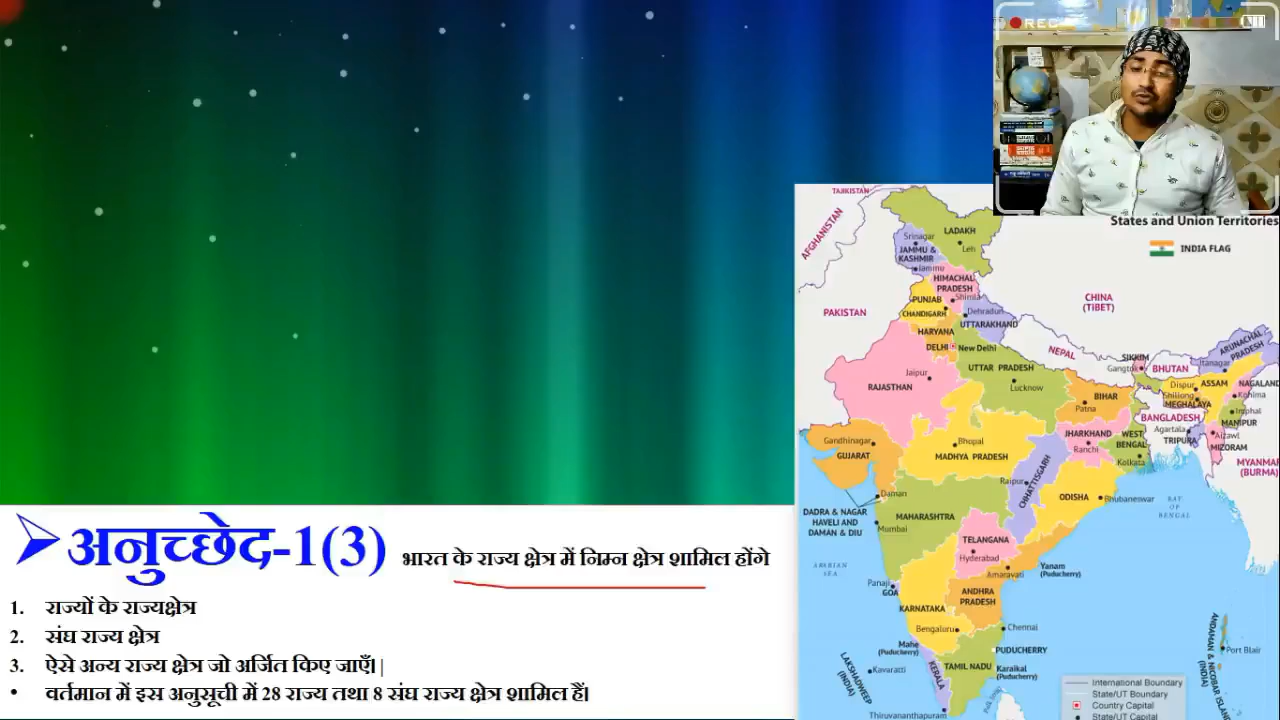 REC
States and Union Territories
INDIA FLAG
TAJIKISTAN
AFGHANISTAN
LADAKH
Srinagar
Leh
JAMMU &
KASHMIR
Jammu
HIMACHAL
PRADESH
Shimla
PUNJAB
CHANDIGARH
Dehradun
UTTARAKHAND
HARYANA
DELHI
New Delhi
PAKISTAN
CHINA
(TIBET)
NEPAL
SIKKIM
Gangtok
BHUTAN
ARUNACHAL
PRADESH
Itanagar
Jaipur
RAJASTHAN
UTTAR PRADESH
Lucknow
BIHAR
Patna
Dispur
ASSAM
NAGALAND
Shillong
MEGHALAYA
Kohima
Imphal
MANIPUR
BANGLADESH
Agartala
TRIPURA
Aizawl
MIZORAM
MYANMAR
(BURMA)
Gandhinagar
GUJARAT
Bhopal
MADHYA PRADESH
JHARKHAND
Ranchi
WEST
BENGAL
Kolkata
Raipur
CHHATTISGARH
ODISHA
Bhubaneswar
BAY
OF
BENGAL
Daman
DADRA & NAGAR
HAVELI AND
DAMAN & DIU
MAHARASHTRA
Mumbai
TELANGANA
Hyderabad
ARABIAN
SEA
Amaravati
Yanam
(Puducherry)
Panaji
GOA
ANDHRA
PRADESH
KARNATAKA
Bengaluru
Chennai
Mahe
(Puducherry)
PUDUCHERRY
LAKSHADWEEP
(INDIA)
Kavaratti
KERALA
TAMIL NADU
Karaikal
(Puducherry)
Thiruvananthapuram
Palk
ANDAMAN & NICOBAR ISLANDS
(INDIA)
Port Blair
International Boundary
State/UT Boundary
Country Capital
State/UT Capital
अनुच्छेद-1(3) भारत के राज्य क्षेत्र में निम्न क्षेत्र शामिल होंगे
1. राज्यों के राज्यक्षेत्र
2. संघ राज्य क्षेत्र
3. ऐसे अन्य राज्य क्षेत्र जो अर्जित किए जाएँ।
• वर्तमान में इस अनुसूची में 28 राज्य तथा 8 संघ राज्य क्षेत्र शामिल हैं।